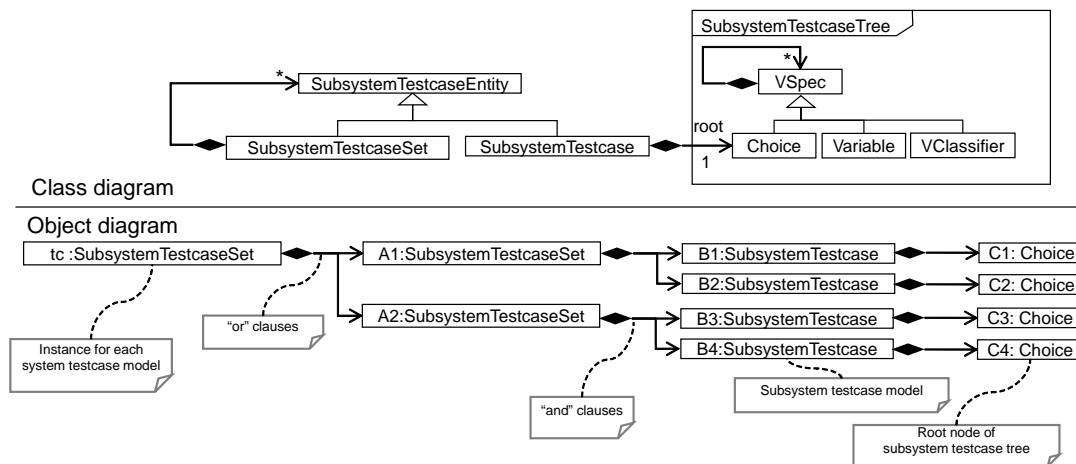 SubsystemTestcaseTree
*
SubsystemTestcaseEntity
*
VSpec
SubsystemTestcaseSet
SubsystemTestcase
root
1
Choice
Variable
VClassifier
Class diagram
Object diagram
tc :SubsystemTestcaseSet
A1:SubsystemTestcaseSet
B1:SubsystemTestcase
C1: Choice
B2:SubsystemTestcase
C2: Choice
A2:SubsystemTestcaseSet
B3:SubsystemTestcase
C3: Choice
B4:SubsystemTestcase
C4: Choice
“or” clauses
Instance for each
system testcase model
“and” clauses
Subsystem testcase model
Root node of
subsystem testcase tree